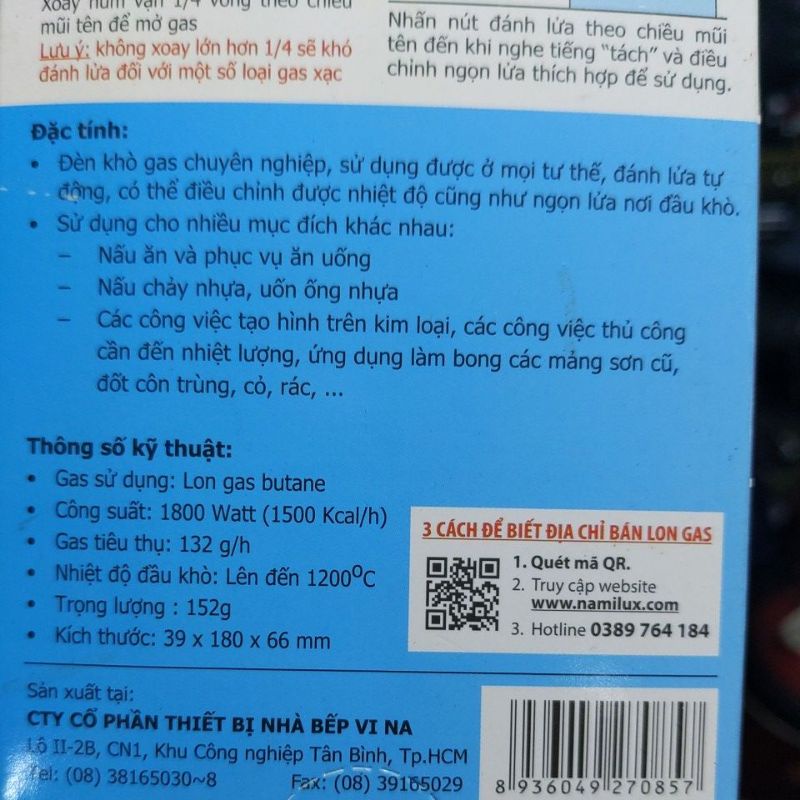 xoay núm vặn 1/4 vòng theo chiều
mũi tên để mở gas
Lưu ý: không xoay lớn hơn 1/4 sẽ khó
đánh lửa đối với một số loại gas xạc
Nhấn nút đánh lửa theo chiều mũi
tên đến khi nghe tiếng "tách" và điều
chỉnh ngọn lửa thích hợp để sử dụng.
Đặc tính:
• Đèn khò gas chuyên nghiệp, sử dụng được ở mọi tư thế, đánh lửa tự
động, có thể điều chỉnh được nhiệt độ cũng như ngọn lửa nơi đầu khò.
• Sử dụng cho nhiều mục đích khác nhau:
– Nấu ăn và phục vụ ăn uống
– Nấu chảy nhựa, uốn ống nhựa
– Các công việc tạo hình trên kim loại, các công việc thủ công
cần đến nhiệt lượng, ứng dụng làm bong các mảng sơn cũ,
đốt côn trùng, cỏ, rác, ...
Thông số kỹ thuật:
• Gas sử dụng: Lon gas butane
• Công suất: 1800 Watt (1500 Kcal/h)
• Gas tiêu thụ: 132 g/h
• Nhiệt độ đầu khò: Lên đến 1200ºC
• Trọng lượng : 152g
• Kích thước: 39 x 180 x 66 mm
3 CÁCH ĐỂ BIẾT ĐỊA CHỈ BÁN LON GAS
1. Quét mã QR.
2. Truy cập website
www.namilux.com
3. Hotline 0389 764 184
Sản xuất tại:
CTY CỔ PHẦN THIẾT BỊ NHÀ BẾP VI NA
Lô II-2B, CN1, Khu Công nghiệp Tân Bình, Tp.HCM
Tel: (08) 38165030~8 Fax: (08) 39165029
8 936049 270857